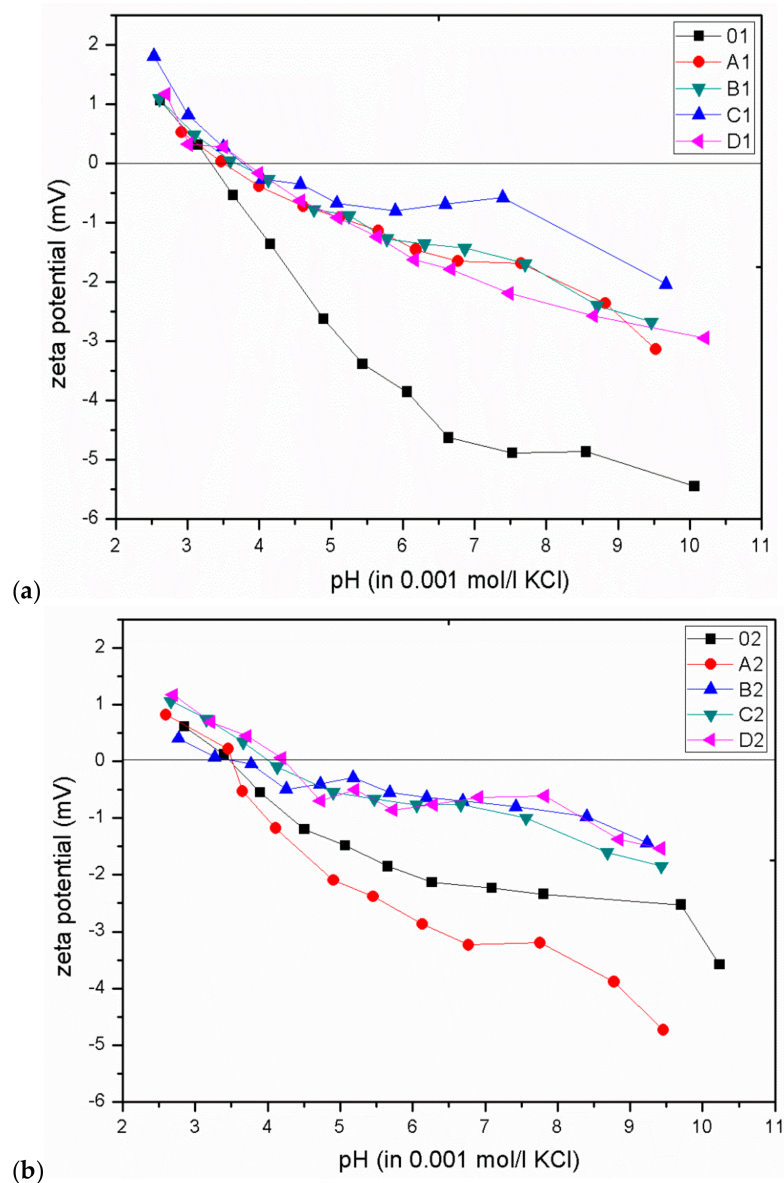 2
1
0
-1
-2
-3
-4
-5
-6
zeta potential (mV)
01
A1
B1
C1
D1
2 3 4 5 6 7 8 9 10 11
pH (in 0.001 mol/l KCl)
(a)
2
1
0
-1
-2
-3
-4
-5
-6
zeta potential (mV)
02
A2
B2
C2
D2
2 3 4 5 6 7 8 9 10 11
pH (in 0.001 mol/l KCl)
(b)